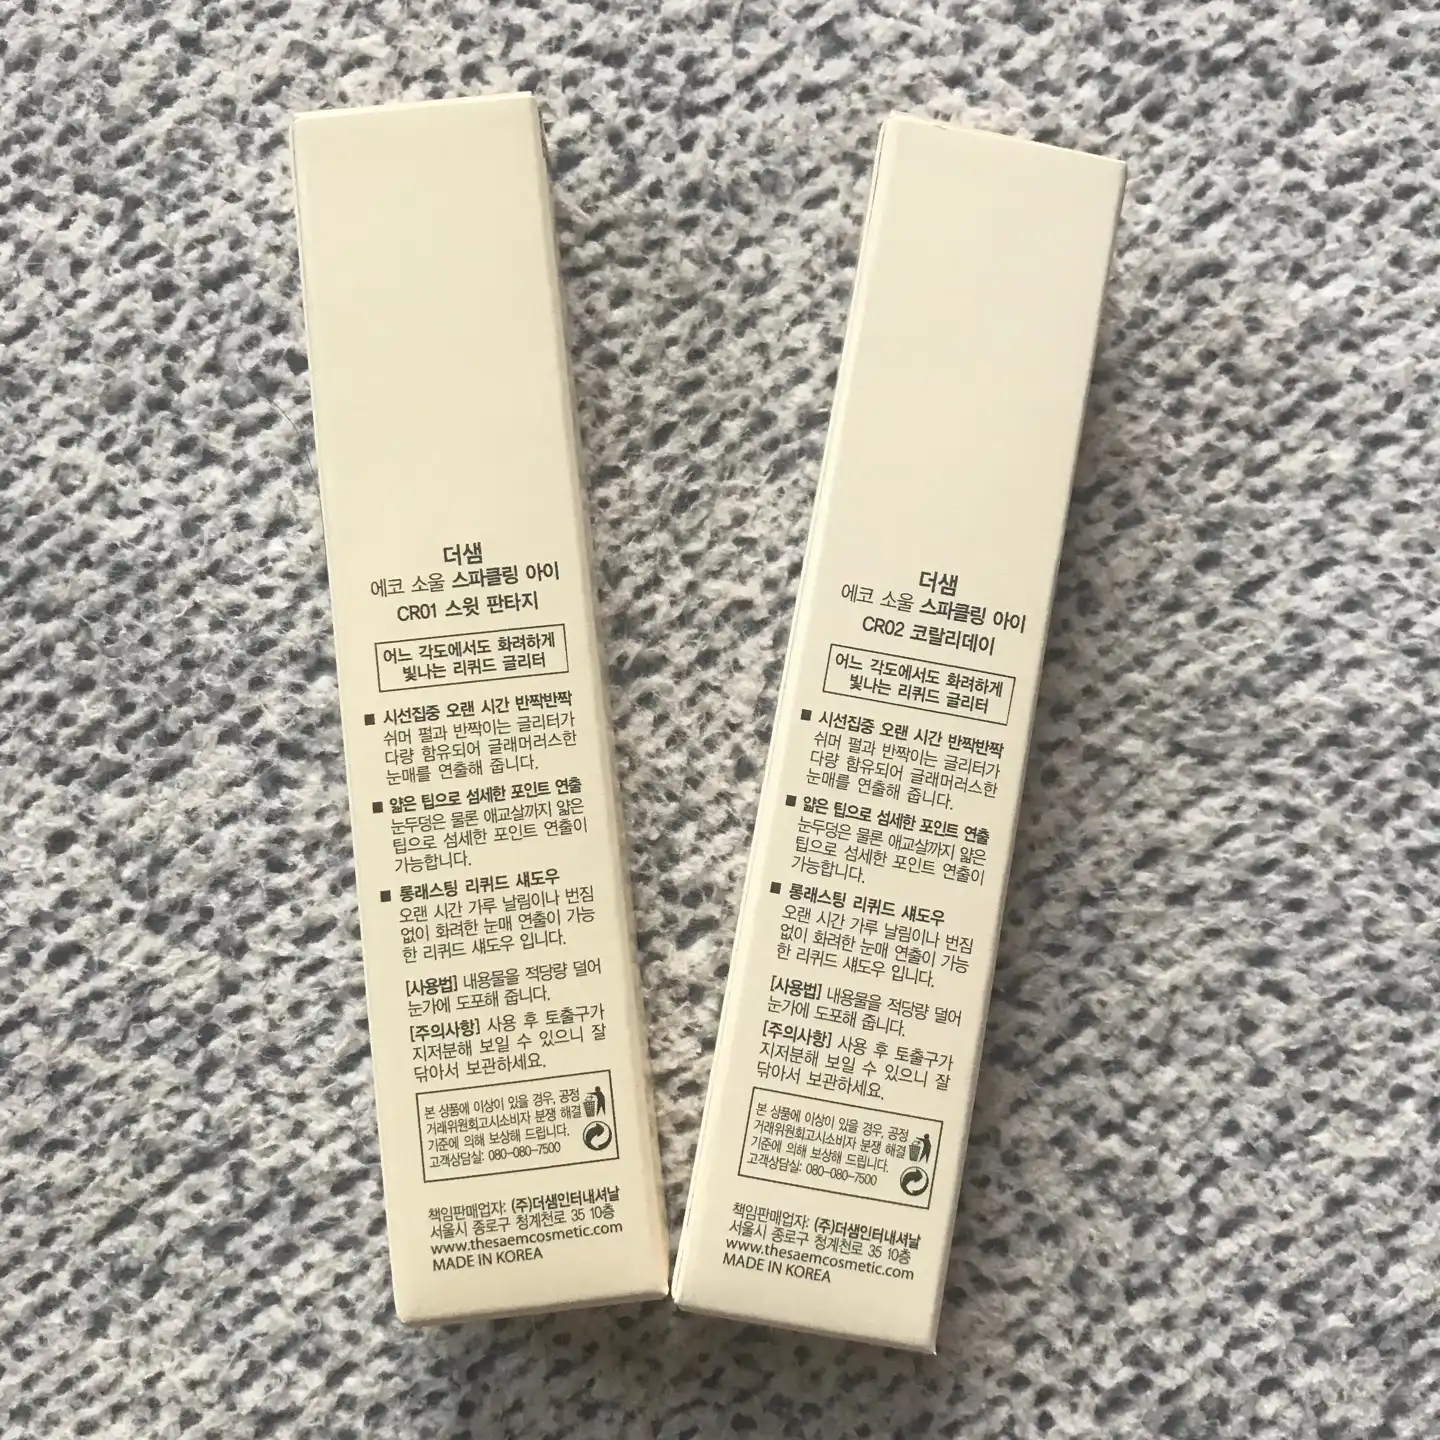 더샘
에코 소울 스파클링 아이
CR01 스윗 판타지
어느 각도에서도 화려하게
빛나는 리퀴드 글리터
■ 시선집중 오랜 시간 반짝반짝
쉬머 펄과 반짝이는 글리터가
다량 함유되어 글래머러스한
눈매를 연출해 줍니다.
■ 얇은 팁으로 섬세한 포인트 연출
눈두덩은 물론 애교살까지 얇은
팁으로 섬세한 포인트 연출이
가능합니다.
■ 롱래스팅 리퀴드 섀도우
오랜 시간 가루 날림이나 번짐
없이 화려한 눈매 연출이 가능
한 리퀴드 섀도우 입니다.
[사용법] 내용물을 적당량 덜어
눈가에 도포해 줍니다.
[주의사항] 사용 후 토출구가
지저분해 보일 수 있으니 잘
닦아서 보관하세요.
본 상품에 이상이 있을 경우, 공정
거래위원회고시소비자 분쟁 해결
기준에 의해 보상해 드립니다.
고객상담실: 080-080-7500
책임판매업자: (주)더샘인터내셔날
서울시 종로구 청계천로 35 10층
www.thesaemcosmetic.com
MADE IN KOREA
더샘
에코 소울 스파클링 아이
CR02 코랄리데이
어느 각도에서도 화려하게
빛나는 리퀴드 글리터
■ 시선집중 오랜 시간 반짝반짝
쉬머 펄과 반짝이는 글리터가
다량 함유되어 글래머러스한
눈매를 연출해 줍니다.
■ 얇은 팁으로 섬세한 포인트 연출
눈두덩은 물론 애교살까지 얇은
팁으로 섬세한 포인트 연출이
가능합니다.
■ 롱래스팅 리퀴드 섀도우
오랜 시간 가루 날림이나 번짐
없이 화려한 눈매 연출이 가능
한 리퀴드 섀도우 입니다.
[사용법] 내용물을 적당량 덜어
눈가에 도포해 줍니다.
[주의사항] 사용 후 토출구가
지저분해 보일 수 있으니 잘
닦아서 보관하세요.
본 상품에 이상이 있을 경우, 공정
거래위원회고시소비자 분쟁 해결
기준에 의해 보상해 드립니다.
고객상담실: 080-080-7500
책임판매업자: (주)더샘인터내셔날
서울시 종로구 청계천로 35 10층
www.thesaemcosmetic.com
MADE IN KOREA